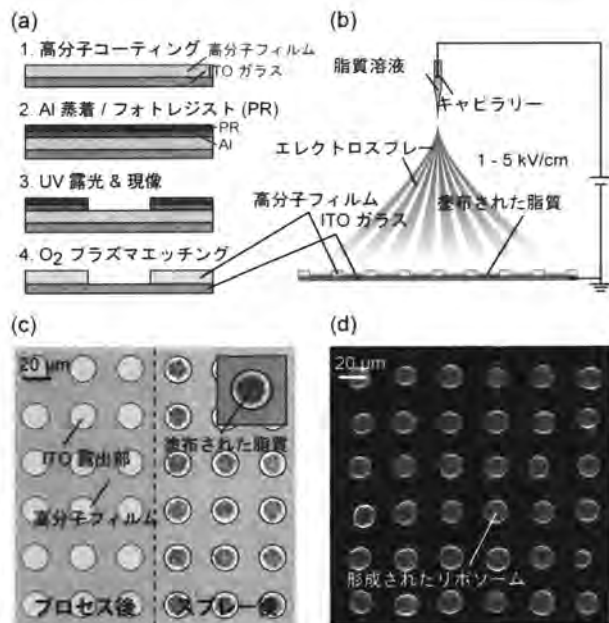 (a)
1. 高分子コーティング
高分子フィルム
ITO ガラス
2. Al 蒸着 / フォトレジスト (PR)
PR
Al
3. UV 露光 & 現像
4. O2 プラズマエッチング
(b)
脂質溶液
キャピラリー
エレクトロスプレー
1 - 5 kV/cm
高分子フィルム
ITO ガラス
塗布された脂質
(c)
20 μm
塗布された脂質
ITO 露出部
高分子フィルム
プロセス後
スプレー後
(d)
20 μm
形成されたリポソーム